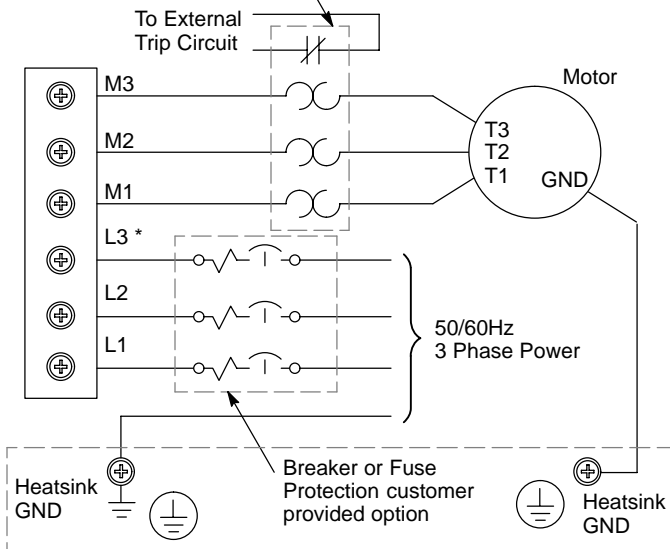 To External
Trip Circuit
M3
Motor
M2
T3
T2
T1
GND
M1
L3 *
L2
50/60Hz
3 Phase Power
L1
Heatsink
GND
Breaker or Fuse
Protection customer
provided option
Heatsink
GND